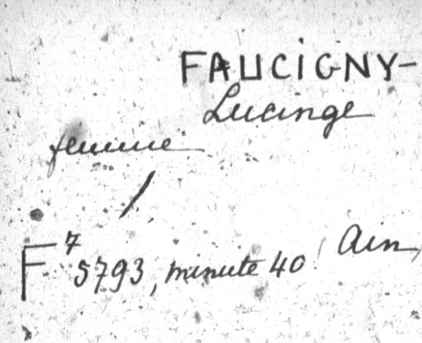 FAUCIGNY-
Lucinge
femme
F⁷ 5793, minute 40 (Ain)